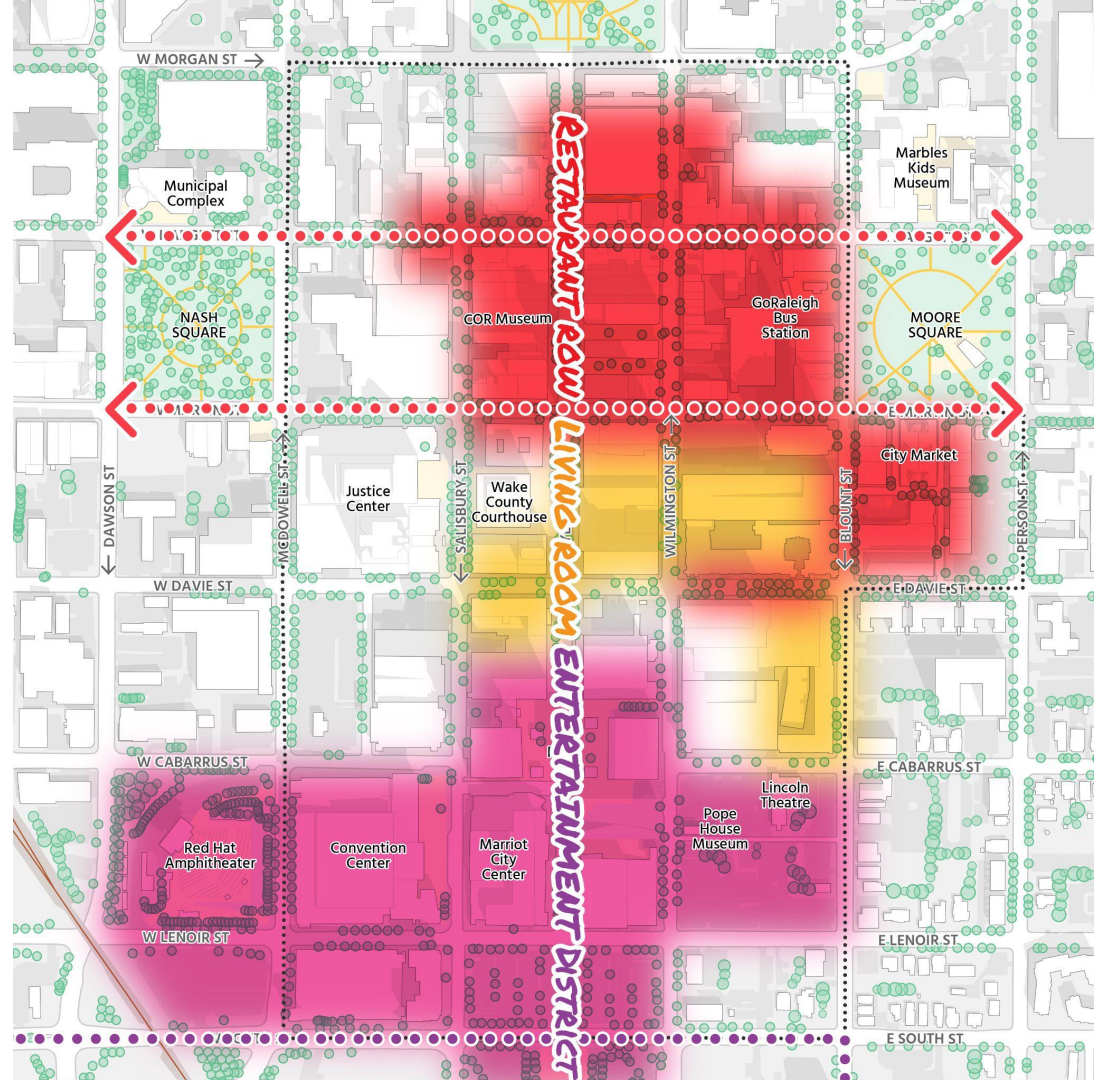 W MORGAN ST
Marbles
Kids
Museum
Municipal
Complex
RESTAURANT ROW
NASH
SQUARE
COR Museum
GoRaleigh
Bus
Station
MOORE
SQUARE
City Market
DAWSON ST
MCDOWELL ST
Justice
Center
SALISBURY ST
Wake
County
Courthouse
LIVING ROOM
WILMINGTON ST
BLOUNT ST
PERSON ST
W DAVIE ST
E DAVIE ST
ENTERTAINMENT DISTRICT
W CABARRUS ST
E CABARRUS ST
Lincoln
Theatre
Pope
House
Museum
Red Hat
Amphitheater
Convention
Center
Marriot
City
Center
W LENOIR ST
E LENOIR ST
E SOUTH ST